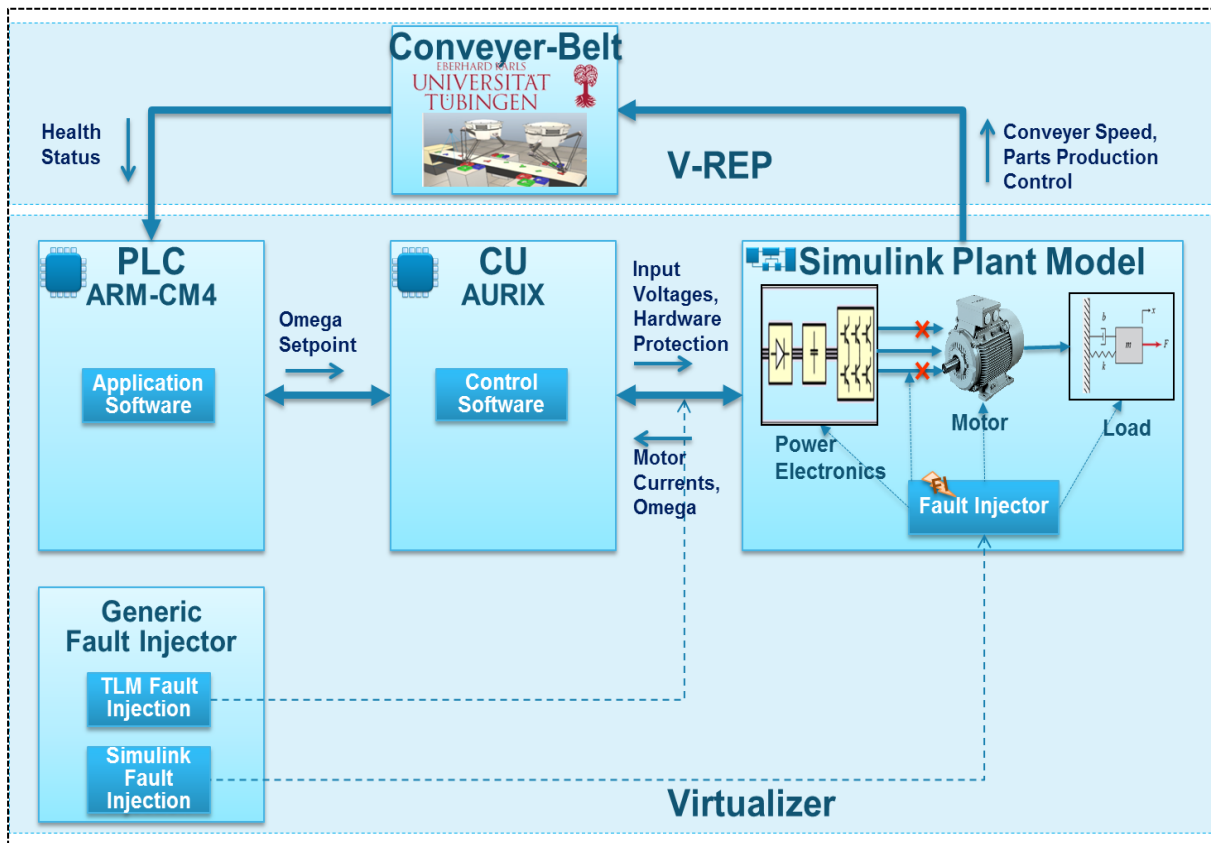 Conveyer-Belt
EBERHARD KARLS
UNIVERSITÄT
TÜBINGEN
Health
Status
V-REP
Conveyer Speed,
Parts Production
Control
PLC
ARM-CM4
Application
Software
Omega
Setpoint
CU
AURIX
Control
Software
Input
Voltages,
Hardware
Protection
Motor
Currents,
Omega
Simulink Plant Model
b
x
m
F
k
Power
Electronics
Motor
Load
FI
Fault Injector
Generic
Fault Injector
TLM Fault
Injection
Simulink
Fault
Injection
Virtualizer